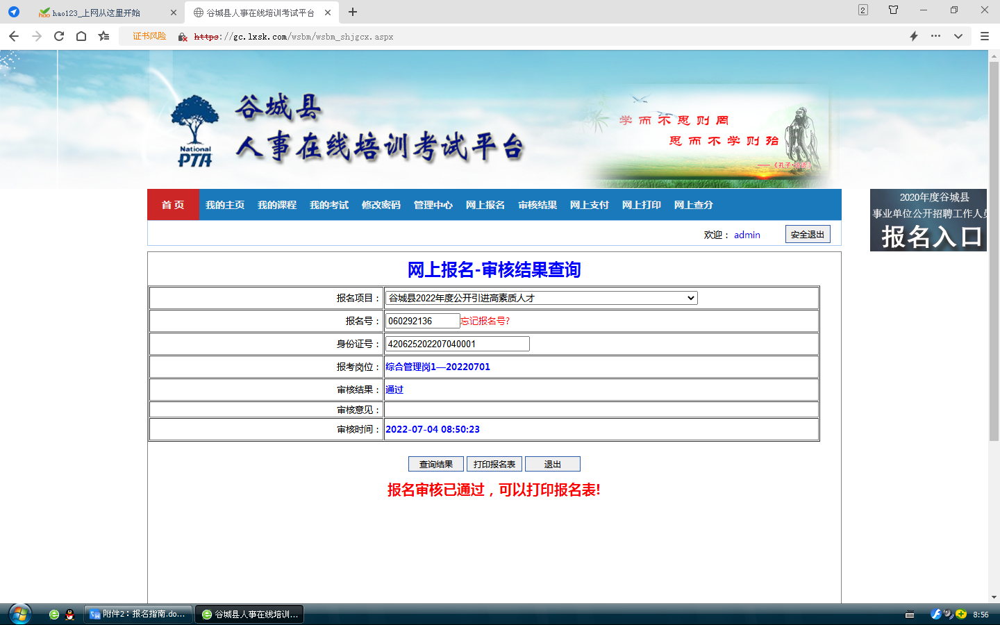 hao123_上网从这里开始
谷城县人事在线培训考试平台
2
证书风险
https://gc.lxsk.com/wsbm/wsbm_shjgcx.aspx
National
PTA
谷城县
人事在线培训考试平台
学而不思则罔
思而不学则殆
首 页 我的主页 我的课程 我的考试 修改密码 管理中心 网上报名 审核结果 网上支付 网上打印 网上查分
欢迎： admin 安全退出
2020年度谷城县
事业单位公开招聘工作人员
报名入口
网上报名-审核结果查询
报名项目： 谷城县2022年度公开引进高素质人才
报名号： 060292136 忘记报名号?
身份证号： 420625202207040001
报考岗位： 综合管理岗1—20220701
审核结果： 通过
审核意见：
审核时间： 2022-07-04 08:50:23
查询结果 打印报名表 退出
报名审核已通过，可以打印报名表!
附件2：报名指南.do...
谷城县人事在线培训...
8:56